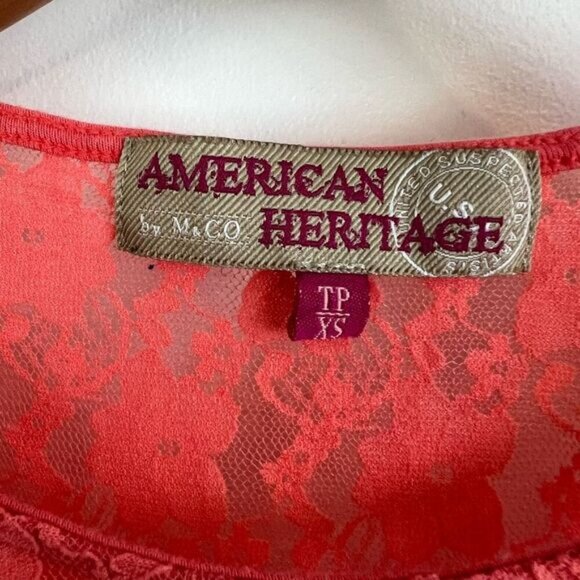 AMERICAN
by M&CO. HERITAGE
U.S.
TP
XS